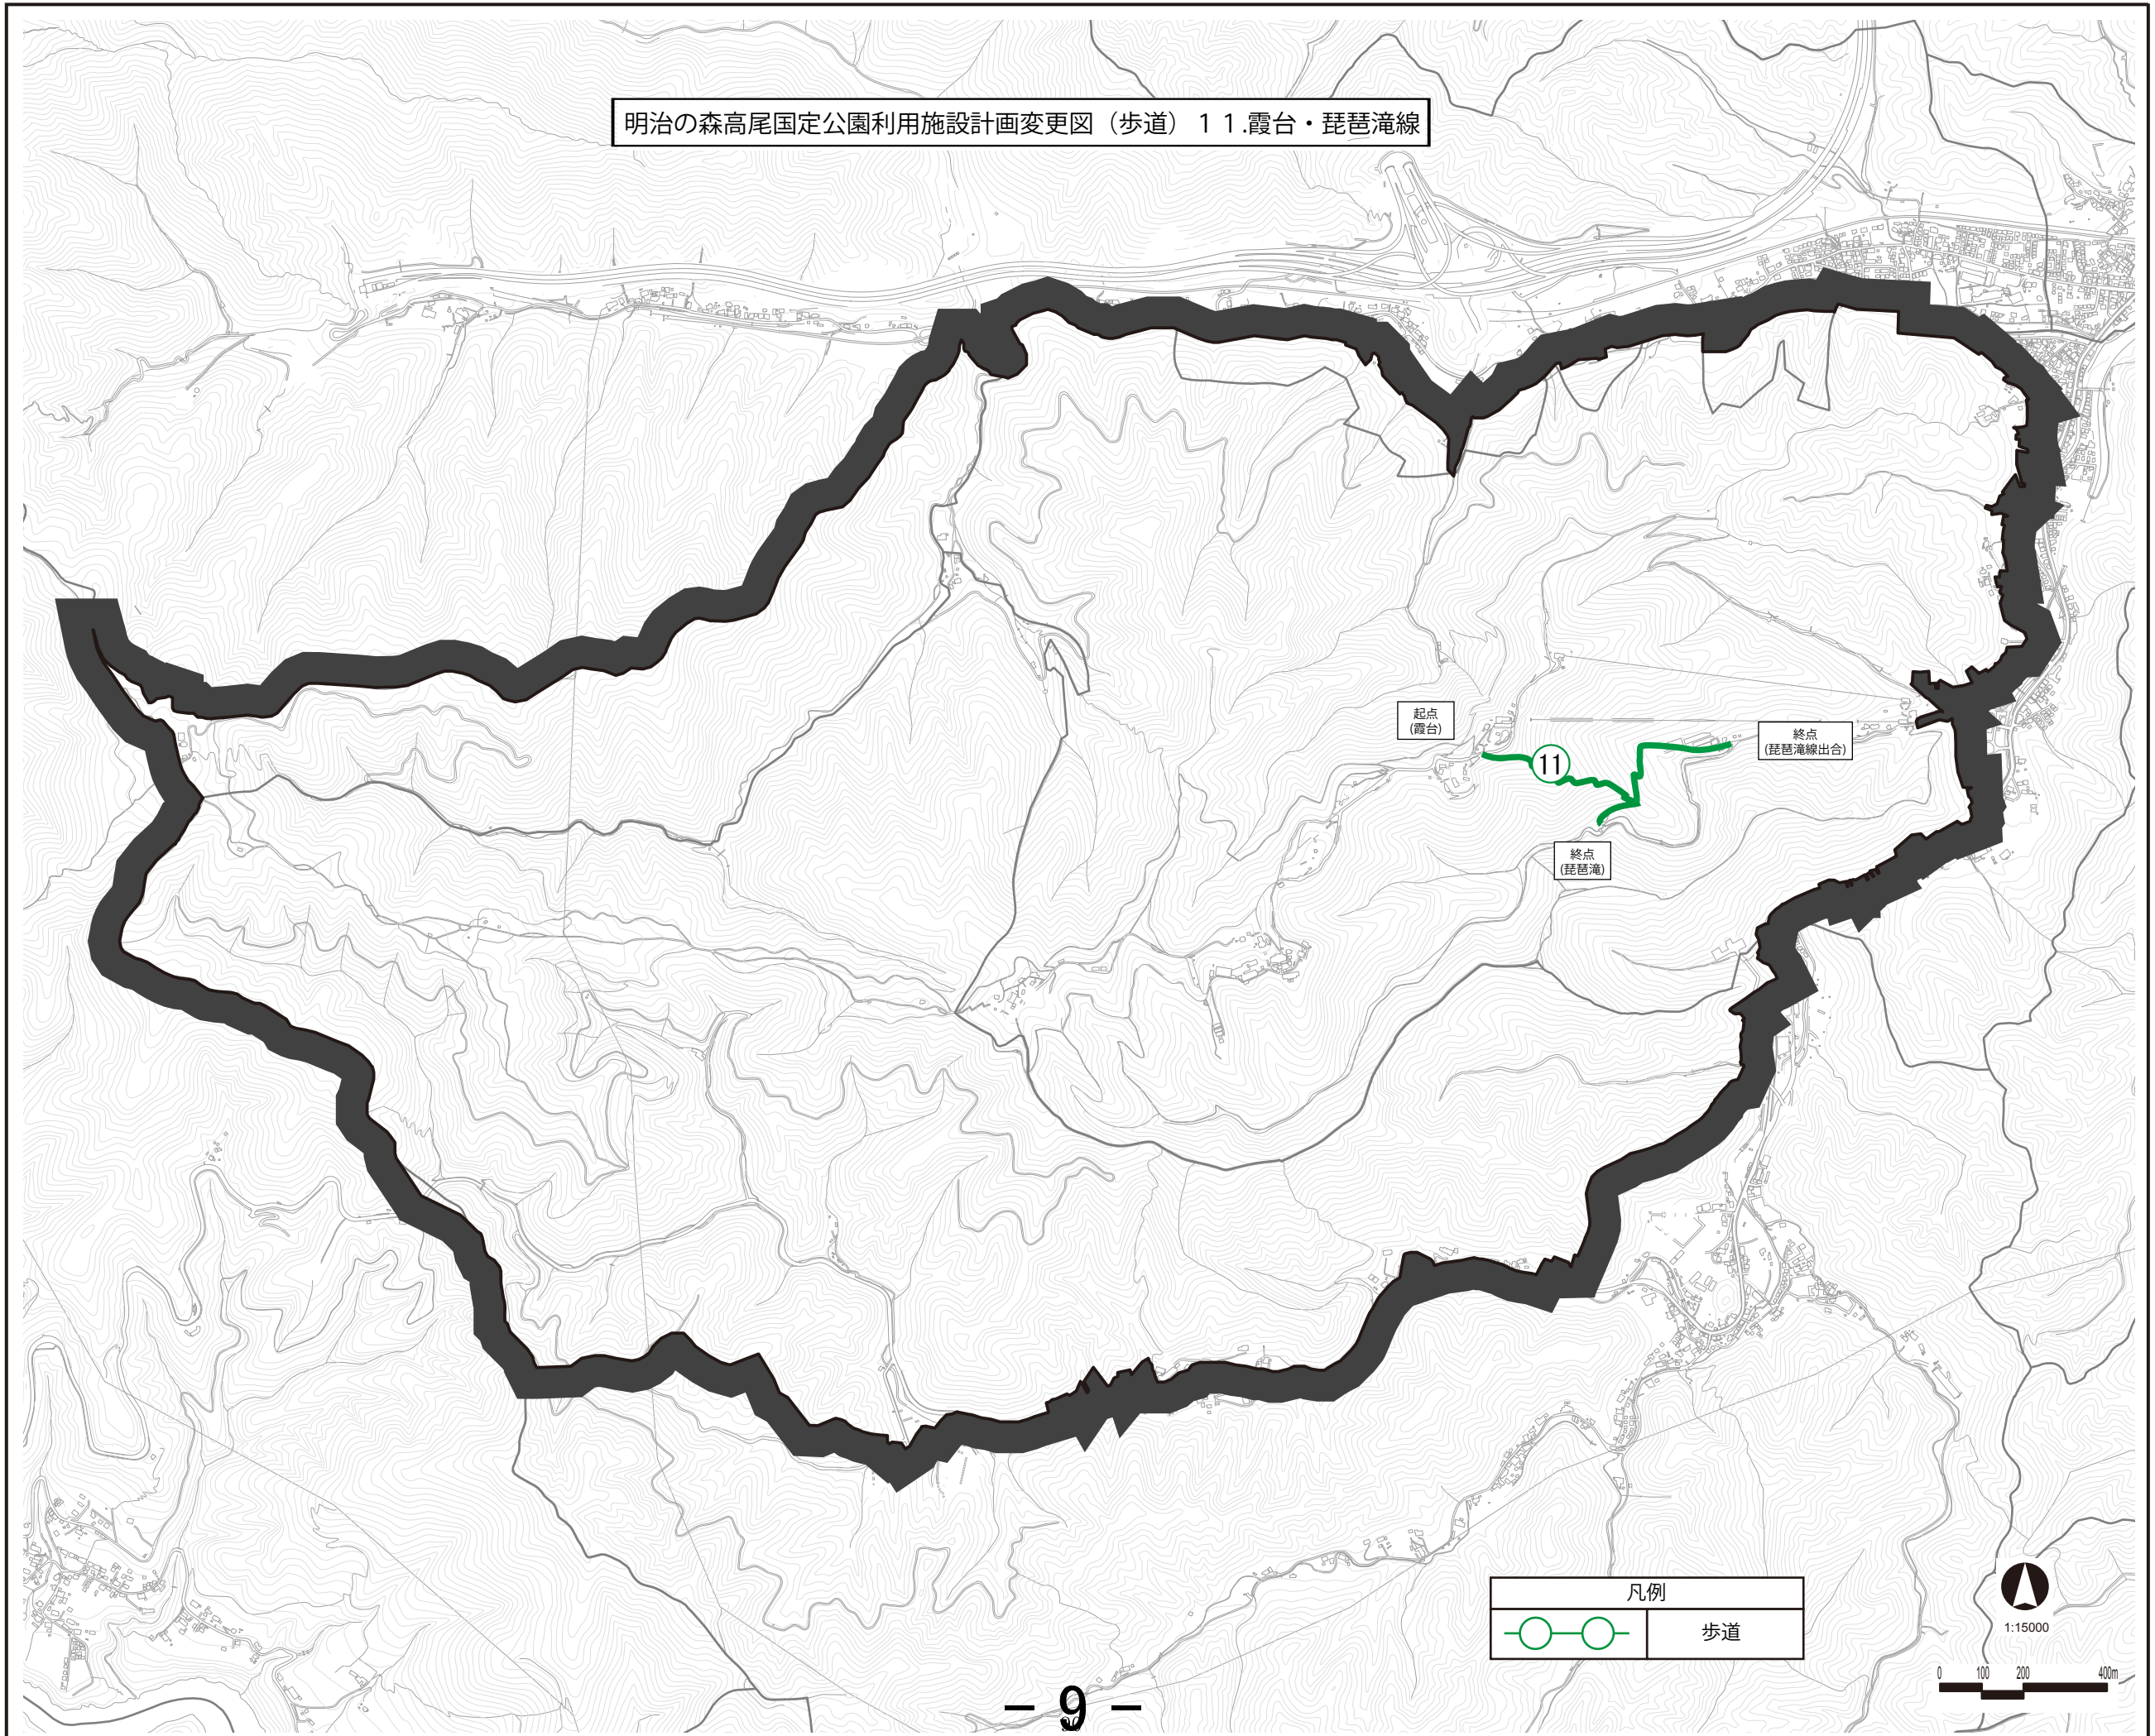 明治の森高尾国定公園利用施設計画変更図（歩道）１１.霞台・琵琶滝線
起点
(霞台)
11
終点
(琵琶滝線出合)
終点
(琵琶滝)
凡例
歩道
1:15000
0 100 200 400m
－ 9 －